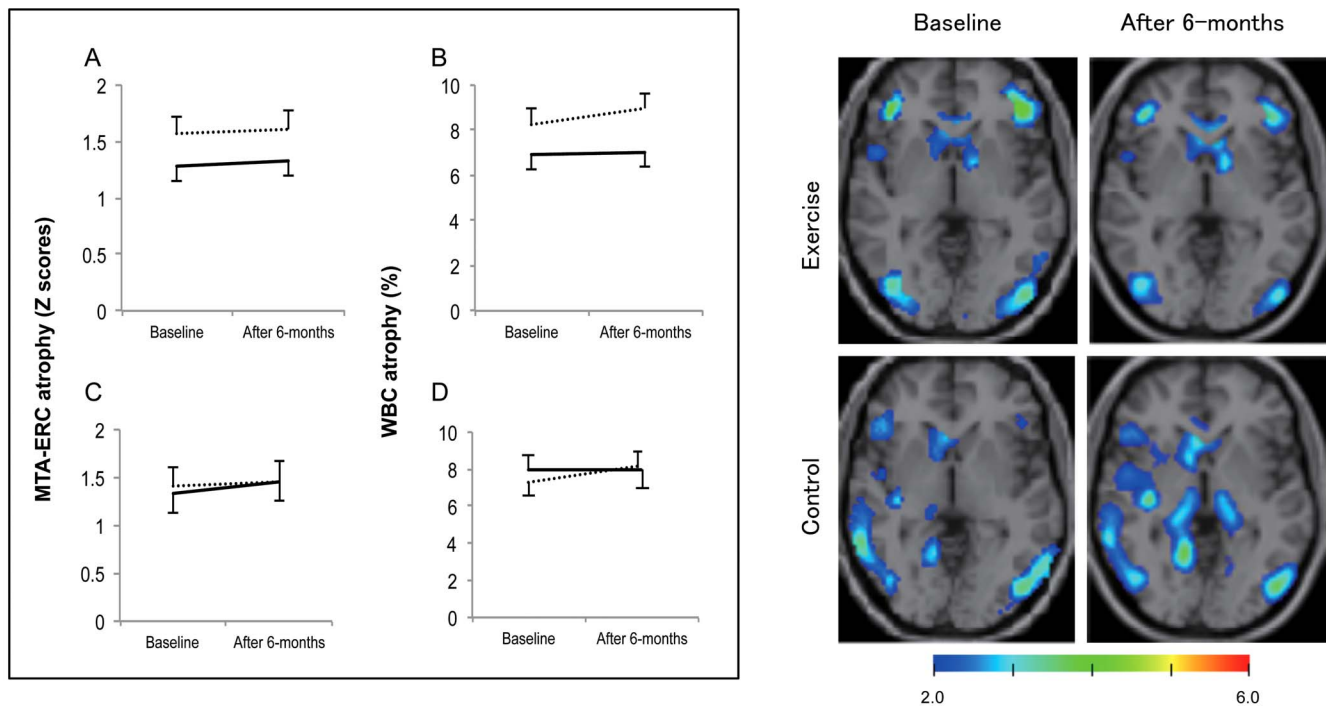 A
2
1.5
1
0.5
0
Baseline
After 6-months
B
10
8
6
4
2
0
Baseline
After 6-months
MTA-ERC atrophy (Z scores)
WBC atrophy (%)
C
2
1.5
1
0.5
0
Baseline
After 6-months
D
10
8
6
4
2
0
Baseline
After 6-months
Baseline
After 6-months
Exercise
Control
2.0
6.0